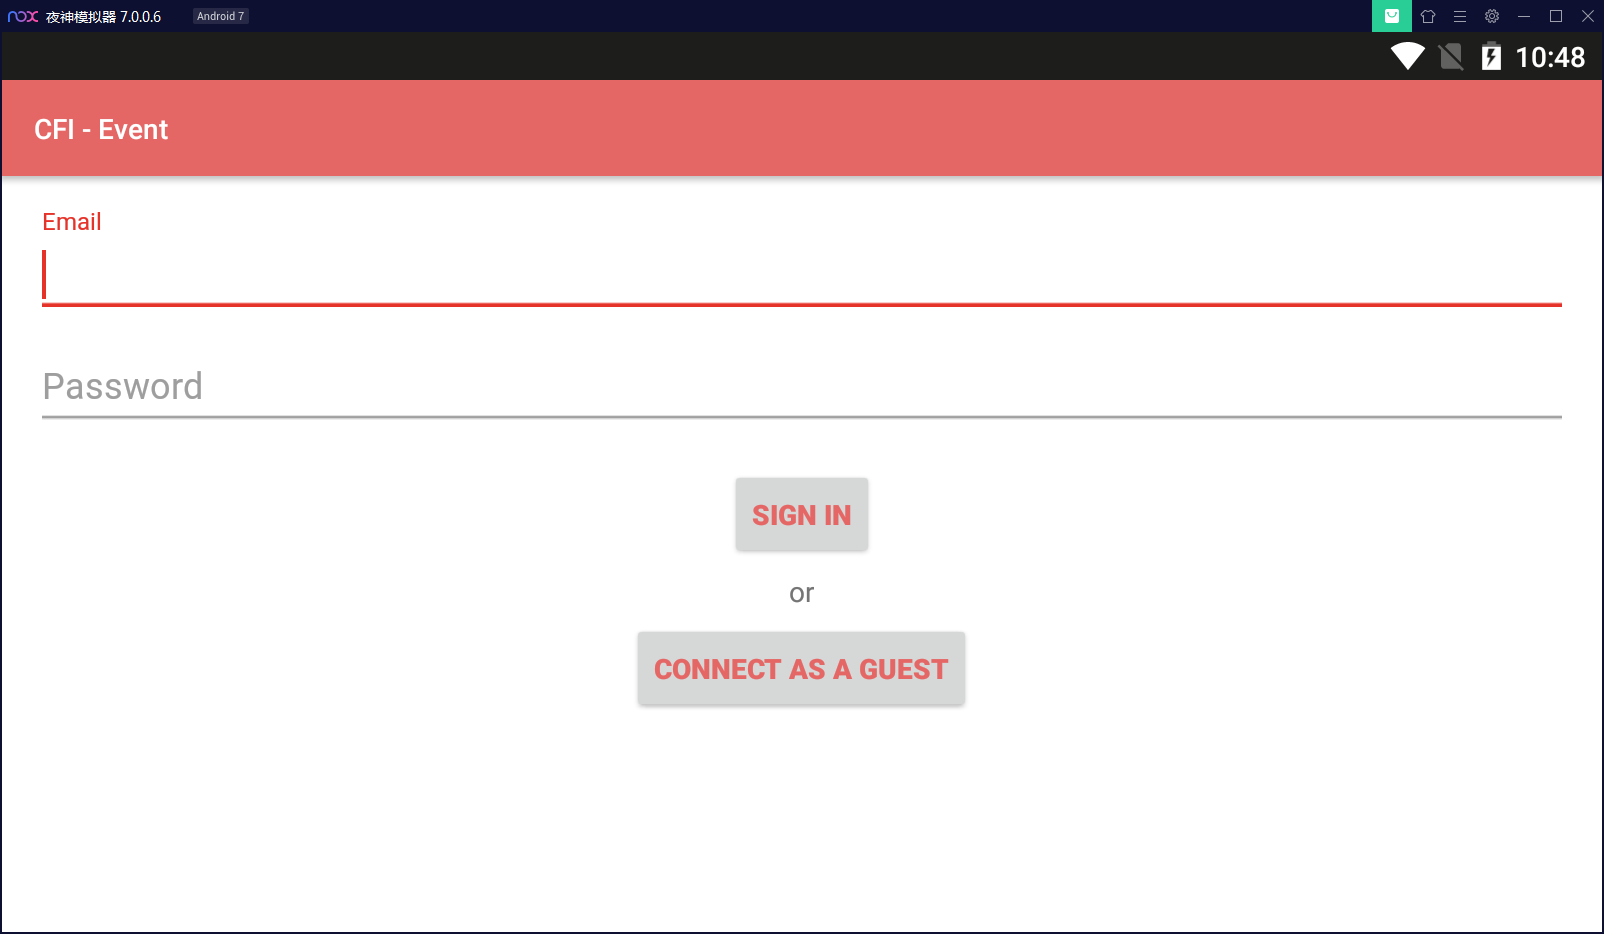 nox 夜神模拟器 7.0.0.6 Android 7
10:48
CFI - Event
Email
Password
SIGN IN
or
CONNECT AS A GUEST